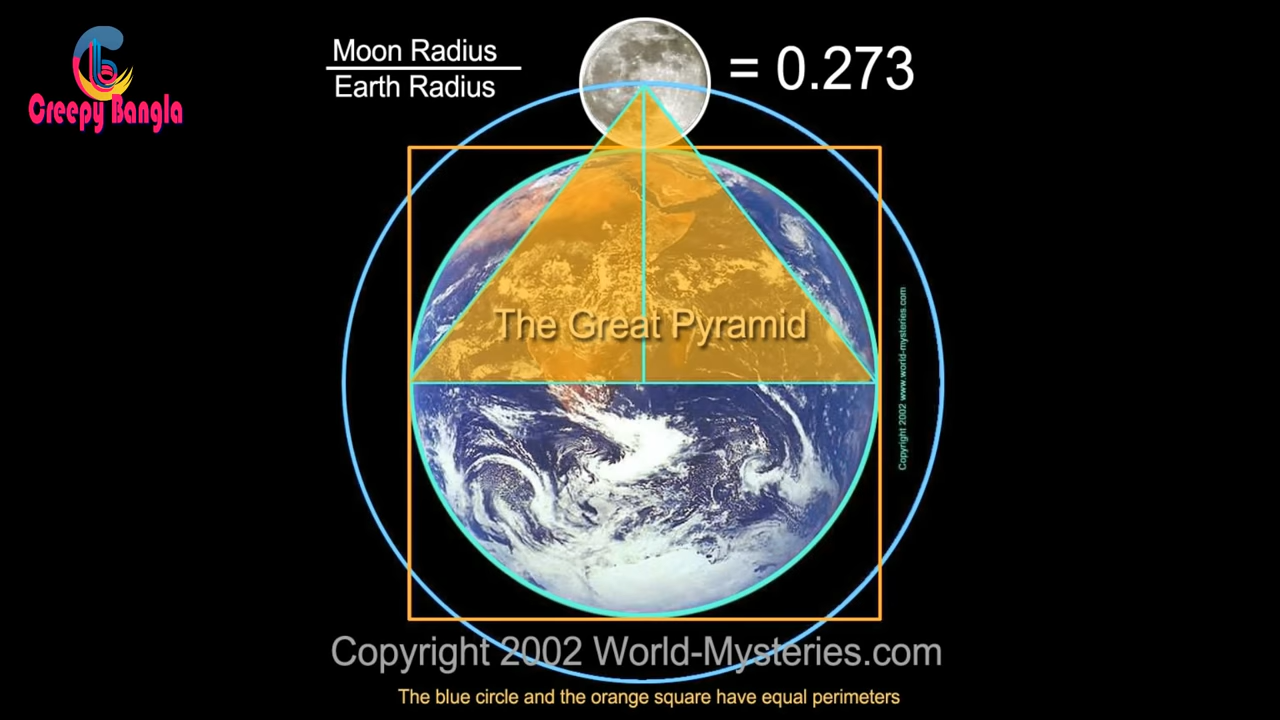 Creepy Bangla
Moon Radius
Earth Radius
= 0.273
The Great Pyramid
Copyright 2002 www.world-mysteries.com
Copyright 2002 World-Mysteries.com
The blue circle and the orange square have equal perimeters